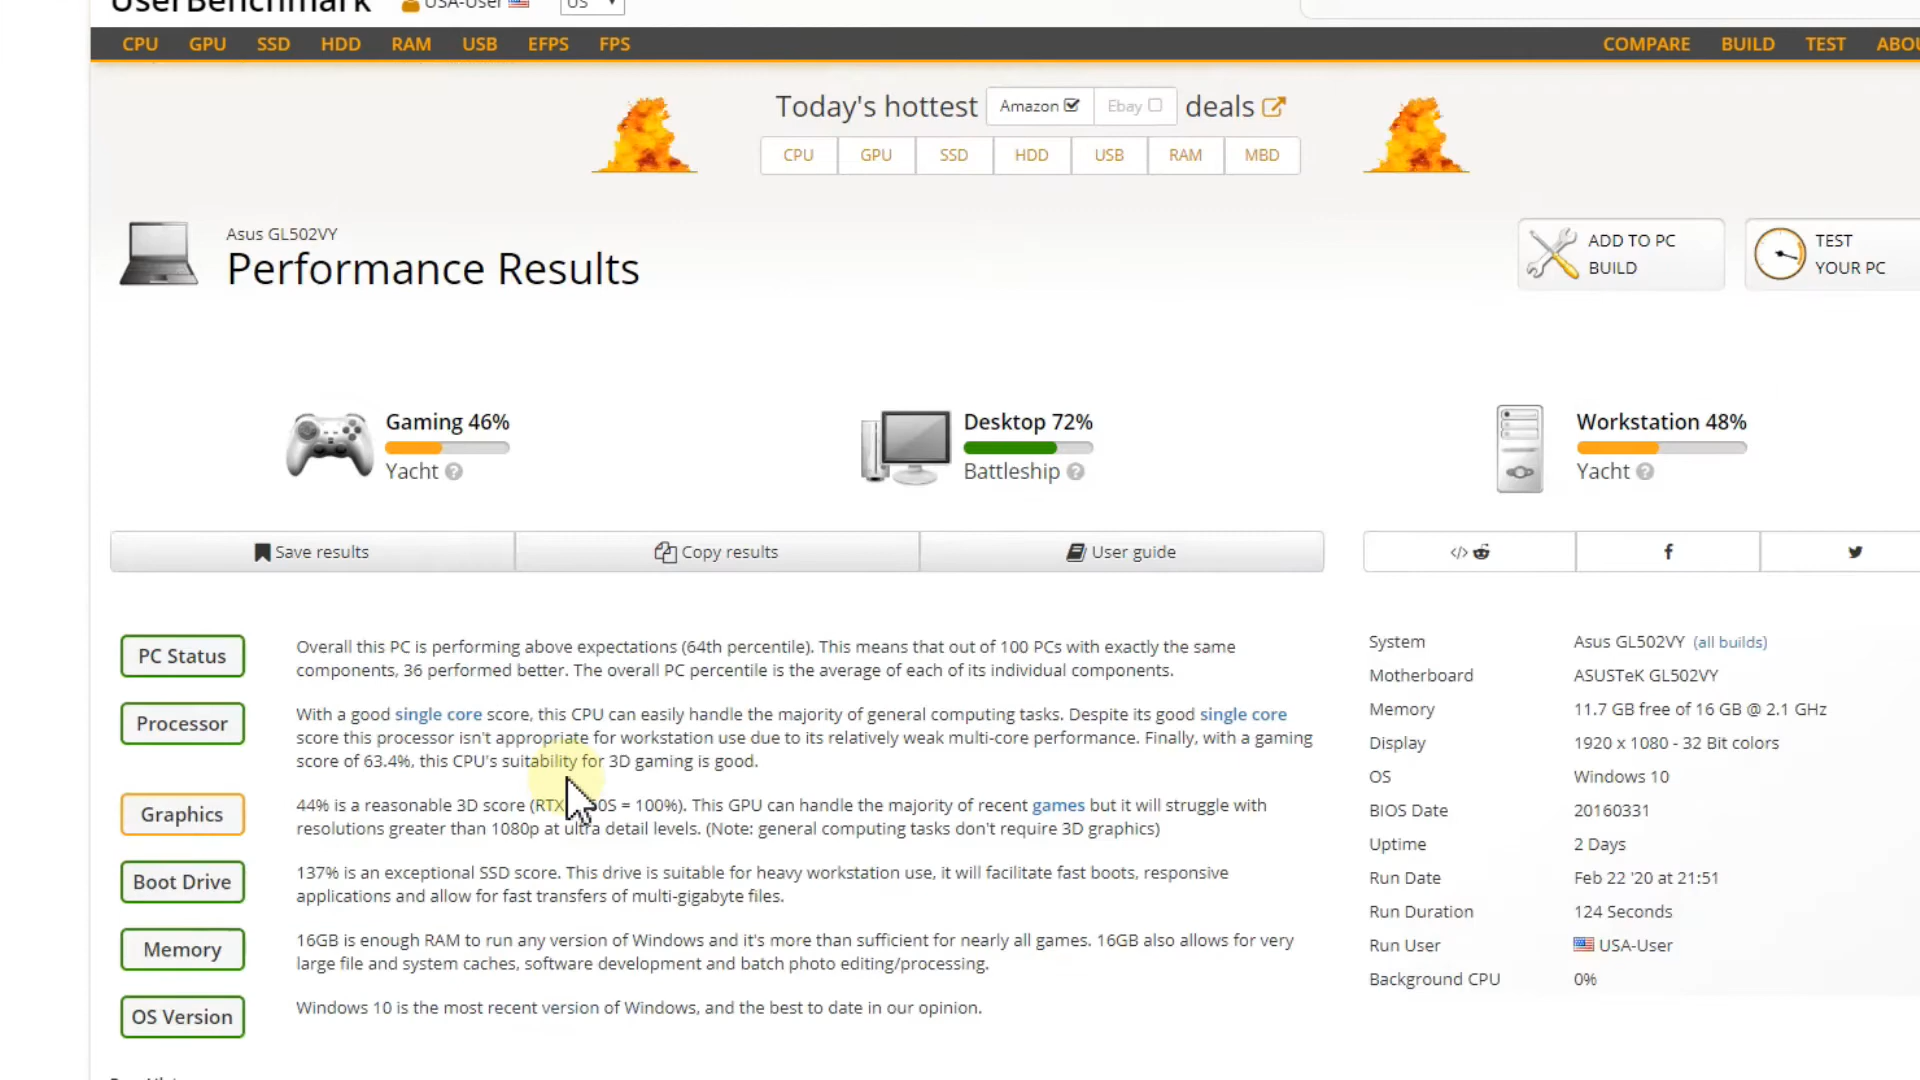 UserBenchmark USA-User US
CPU GPU SSD HDD RAM USB EFPS FPS COMPARE BUILD TEST
Today's hottest Amazon Ebay deals
CPU GPU SSD HDD USB RAM MBD
Asus GL502VY
Performance Results
ADD TO PC
BUILD
TEST
YOUR PC
Gaming 46%
Yacht
Desktop 72%
Battleship
Workstation 48%
Yacht
Save results Copy results User guide
PC Status
Overall this PC is performing above expectations (64th percentile). This means that out of 100 PCs with exactly the same
components, 36 performed better. The overall PC percentile is the average of each of its individual components.
Processor
With a good single core score, this CPU can easily handle the majority of general computing tasks. Despite its good single core
score this processor isn't appropriate for workstation use due to its relatively weak multi-core performance. Finally, with a gaming
score of 63.4%, this CPU's suitability for 3D gaming is good.
Graphics
44% is a reasonable 3D score (RTX 0S = 100%). This GPU can handle the majority of recent games but it will struggle with
resolutions greater than 1080p at ultra detail levels. (Note: general computing tasks don't require 3D graphics)
Boot Drive
137% is an exceptional SSD score. This drive is suitable for heavy workstation use, it will facilitate fast boots, responsive
applications and allow for fast transfers of multi-gigabyte files.
Memory
16GB is enough RAM to run any version of Windows and it's more than sufficient for nearly all games. 16GB also allows for very
large file and system caches, software development and batch photo editing/processing.
OS Version
Windows 10 is the most recent version of Windows, and the best to date in our opinion.
System Asus GL502VY (all builds)
Motherboard ASUSTeK GL502VY
Memory 11.7 GB free of 16 GB @ 2.1 GHz
Display 1920 x 1080 - 32 Bit colors
OS Windows 10
BIOS Date 20160331
Uptime 2 Days
Run Date Feb 22 '20 at 21:51
Run Duration 124 Seconds
Run User USA-User
Background CPU 0%